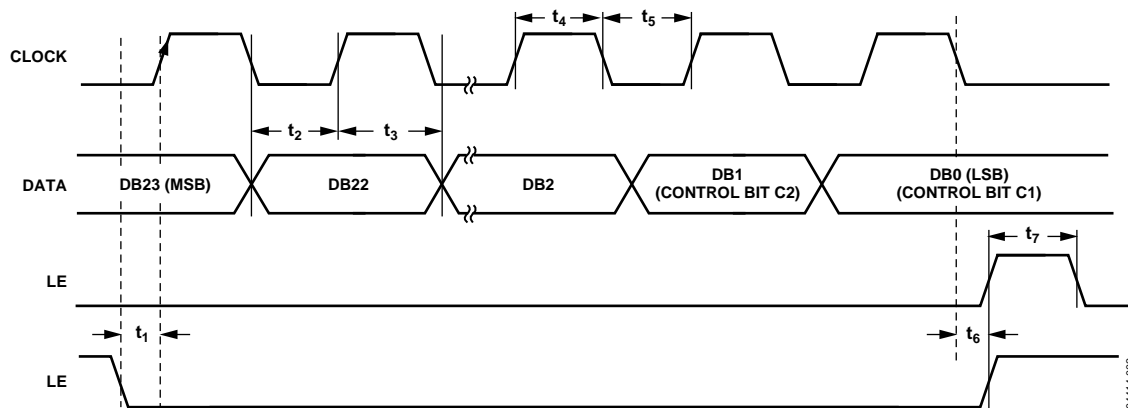 t4
t5
CLOCK
t2
t3
DATA
DB23 (MSB)
DB22
DB2
DB1
(CONTROL BIT C2)
DB0 (LSB)
(CONTROL BIT C1)
t7
LE
t1
t6
LE